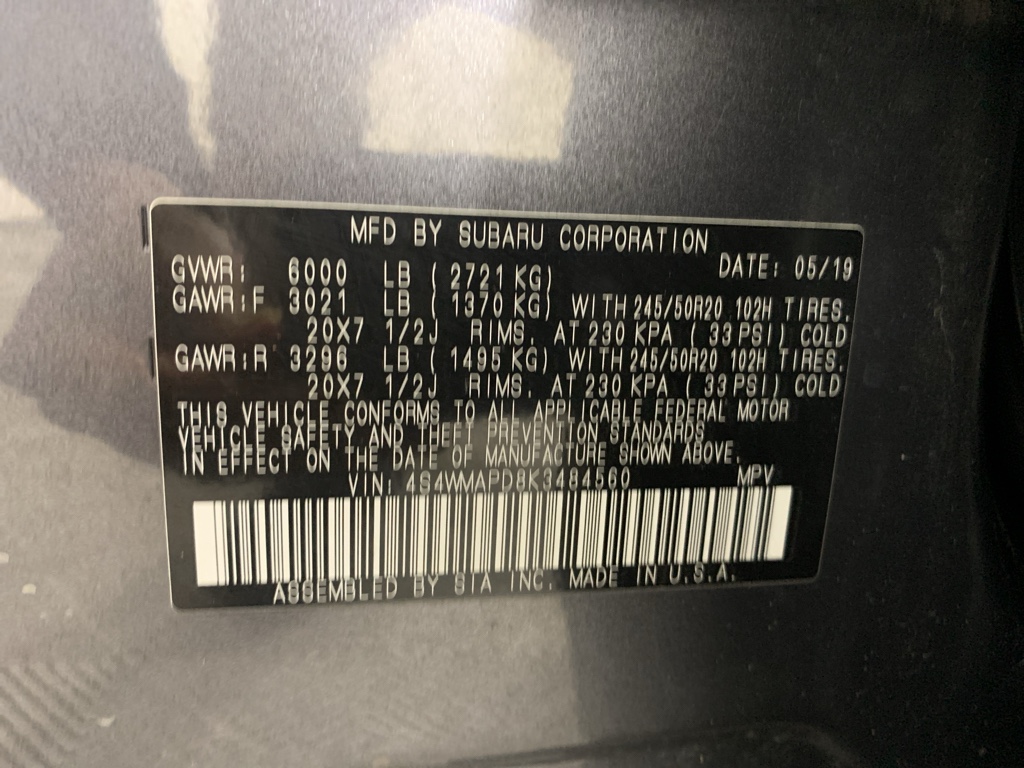 MFD BY SUBARU CORPORATION
DATE: 05/19
GVWR: 6000 LB (2721 KG)
GAWR:F 3021 LB (1370 KG) WITH 245/50R20 102H TIRES.
20X7 1/2J RIMS. AT 230 KPA (33 PSI) COLD
GAWR:R 3296 LB (1495 KG) WITH 245/50R20 102H TIRES.
20X7 1/2J RIMS. AT 230 KPA (33 PSI) COLD
THIS VEHICLE CONFORMS TO ALL APPLICABLE FEDERAL MOTOR
VEHICLE SAFETY AND THEFT PREVENTION STANDARDS
IN EFFECT ON THE DATE OF MANUFACTURE SHOWN ABOVE.
VIN: 4S4WMAPD8K3484560 MPV
ASSEMBLED BY SIA INC. MADE IN U.S.A.